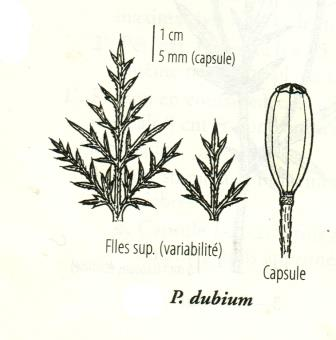 1 cm
5 mm (capsule)
Flles sup. (variabilité)
Capsule
P. dubium